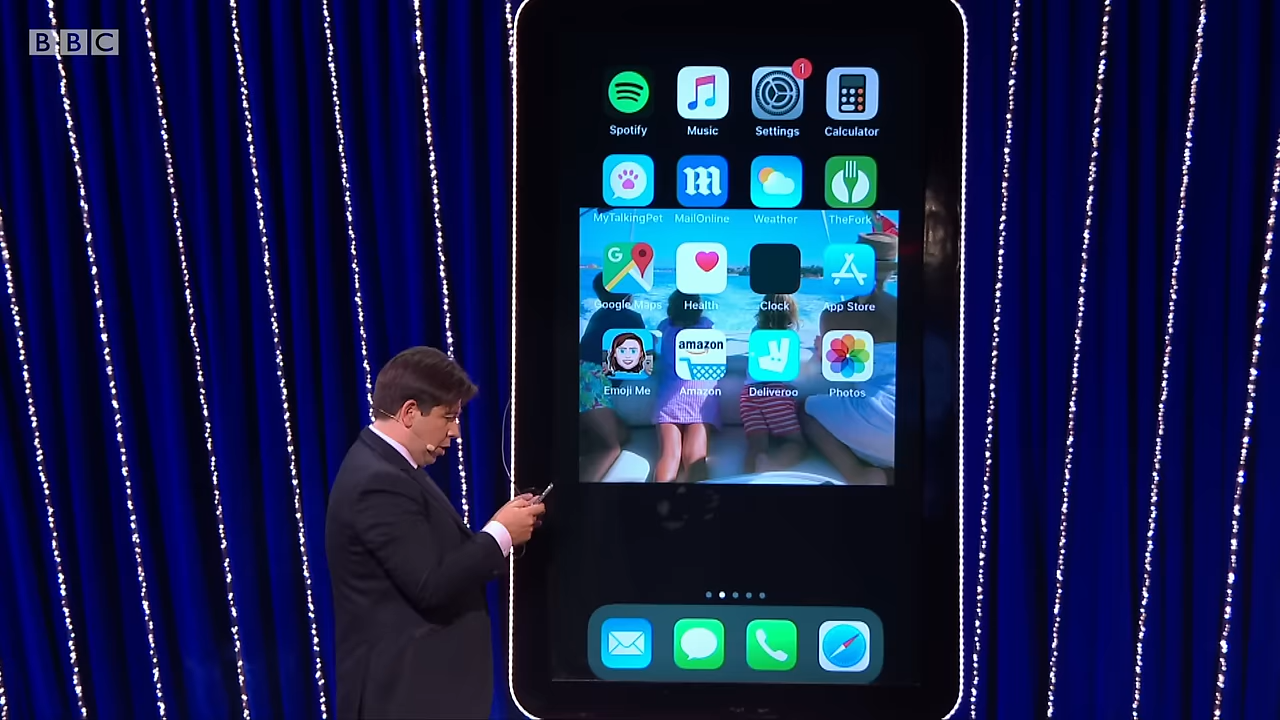 BBC
1
Spotify Music Settings Calculator
m
MyTalkingPet MailOnline Weather TheFork
G
Google Maps Health Clock App Store
amazon
Emoji Me Amazon Deliveroo Photos